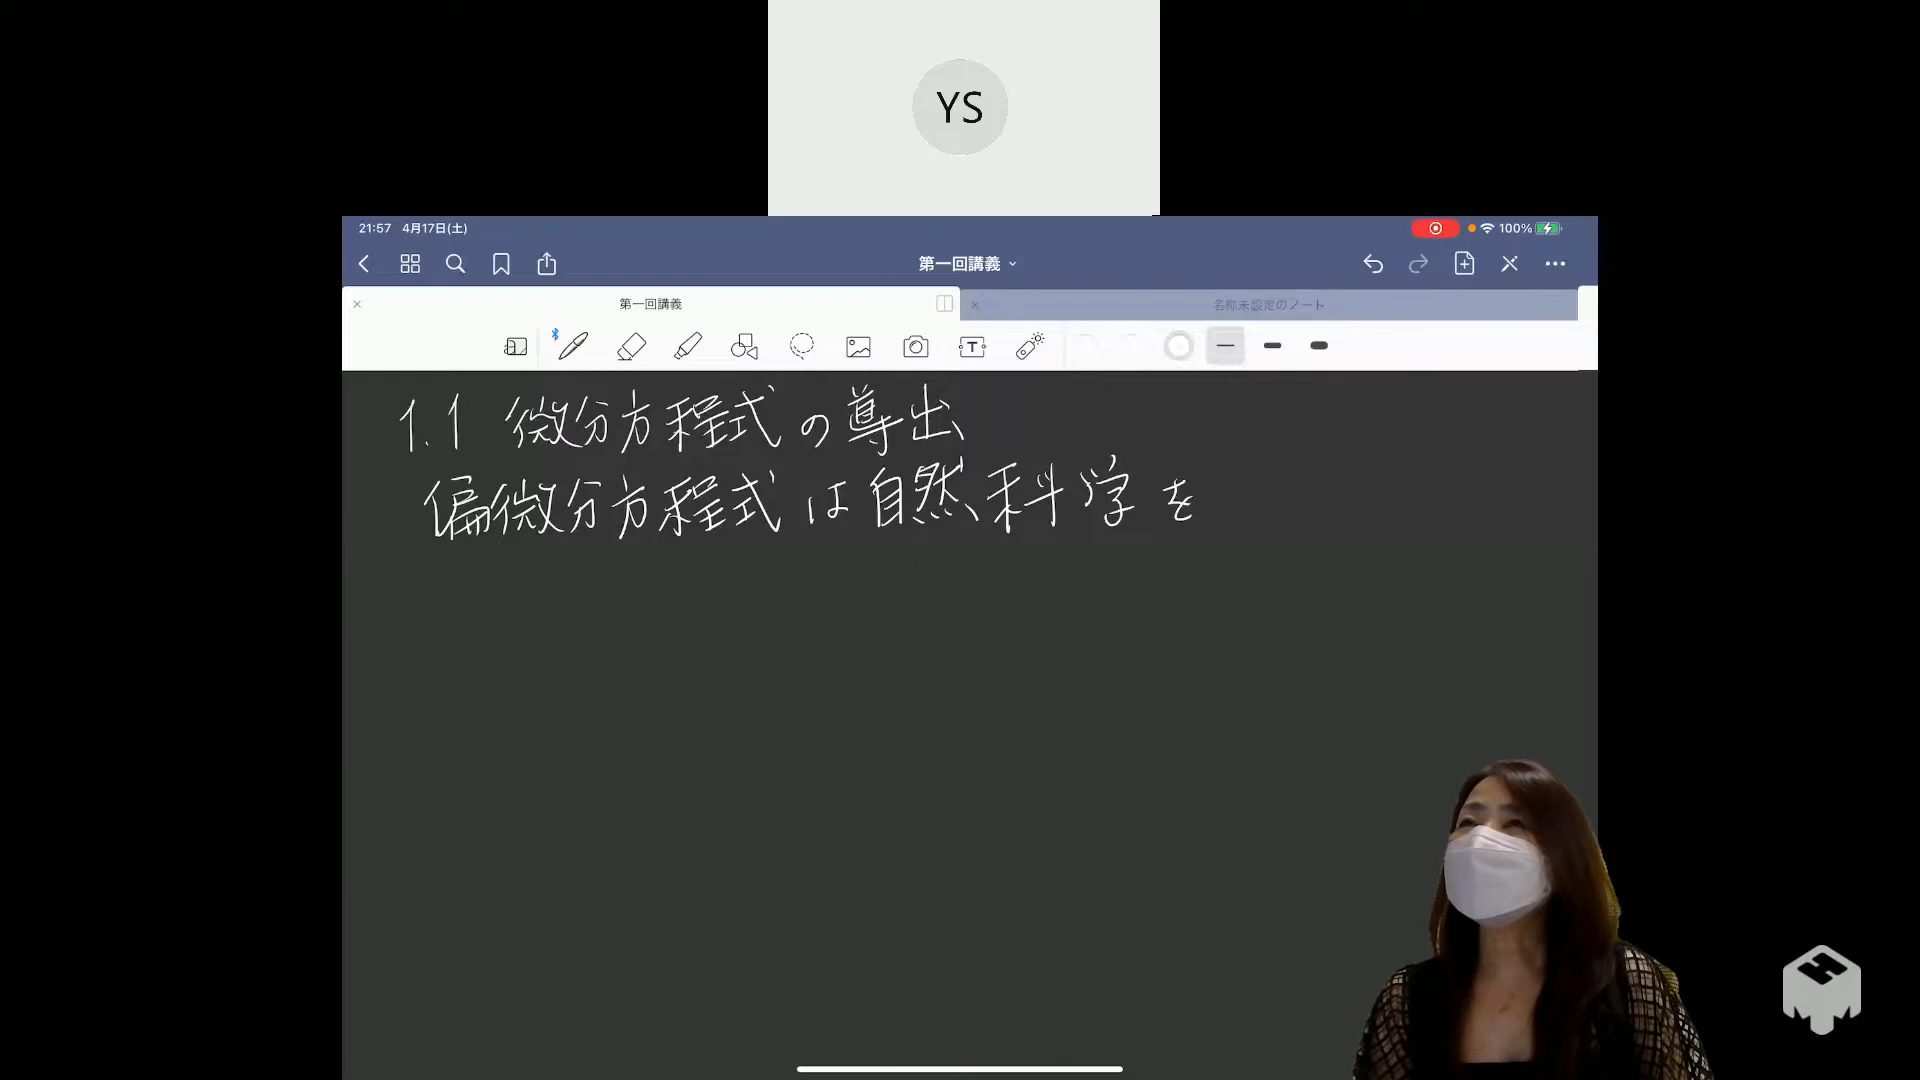 YS
21:57 4月17日(土)
100%
第一回講義
第一回講義
名称未設定のノート
T
1.1 微分方程式の導出
偏微分方程式は自然科学を